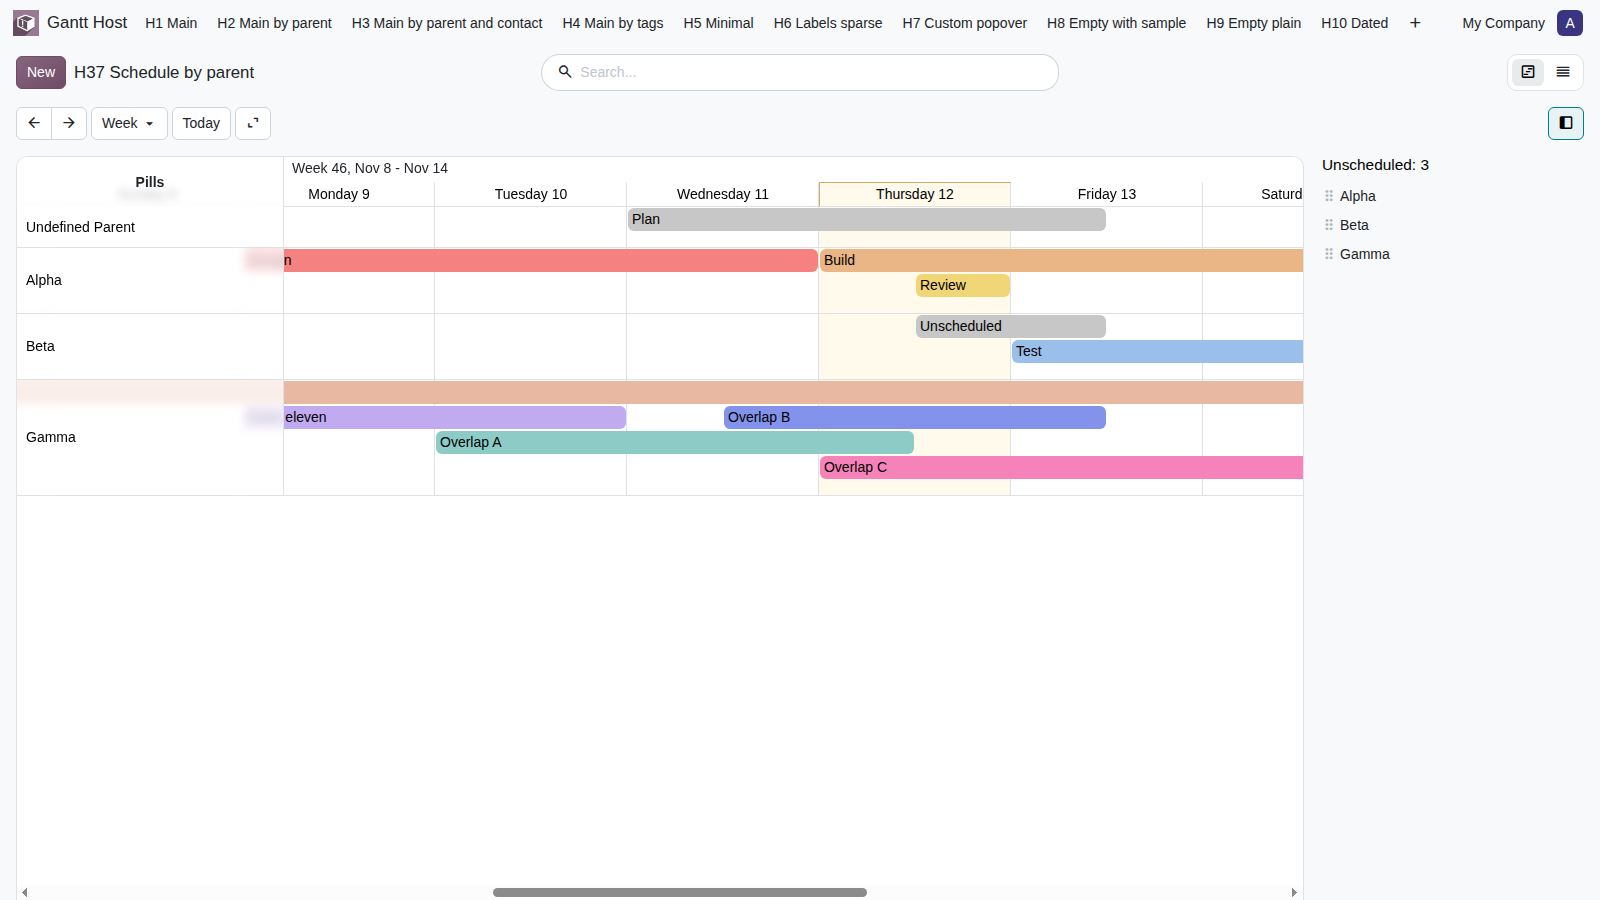 Gantt Host H1 Main H2 Main by parent H3 Main by parent and contact H4 Main by tags H5 Minimal H6 Labels sparse H7 Custom popover H8 Empty with sample H9 Empty plain H10 Dated + My Company A
New H37 Schedule by parent Search...
Week Today
Week 46, Nov 8 - Nov 14
Pills
Monday 9 Tuesday 10 Wednesday 11 Thursday 12 Friday 13 Saturd
Undefined Parent
Plan
Alpha
n Build
Review
Beta
Unscheduled
Test
Gamma
eleven Overlap B
Overlap A
Overlap C
Unscheduled: 3
Alpha
Beta
Gamma